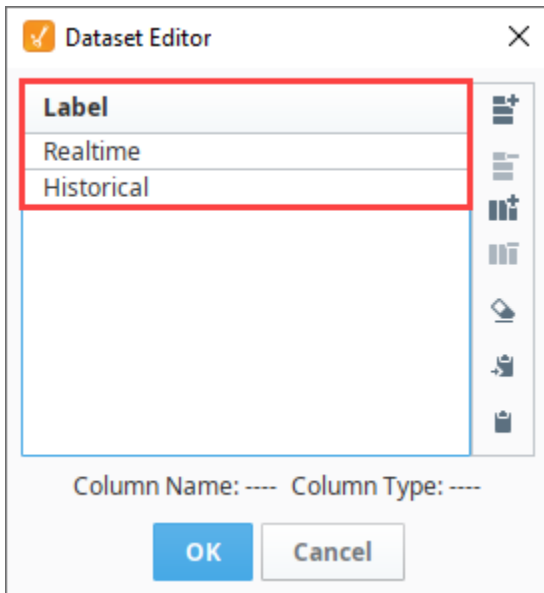 Dataset Editor
Label
Realtime
Historical
Column Name: ---- Column Type: ----
OK Cancel